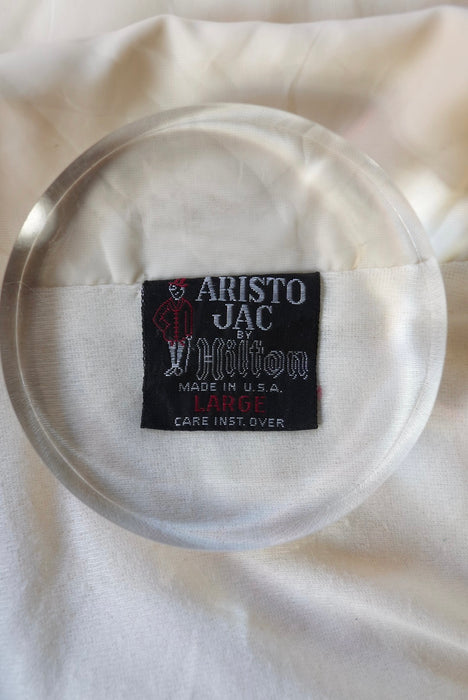 ARISTO
JAC
BY
Hilton
MADE IN U.S.A.
LARGE
CARE INST. OVER